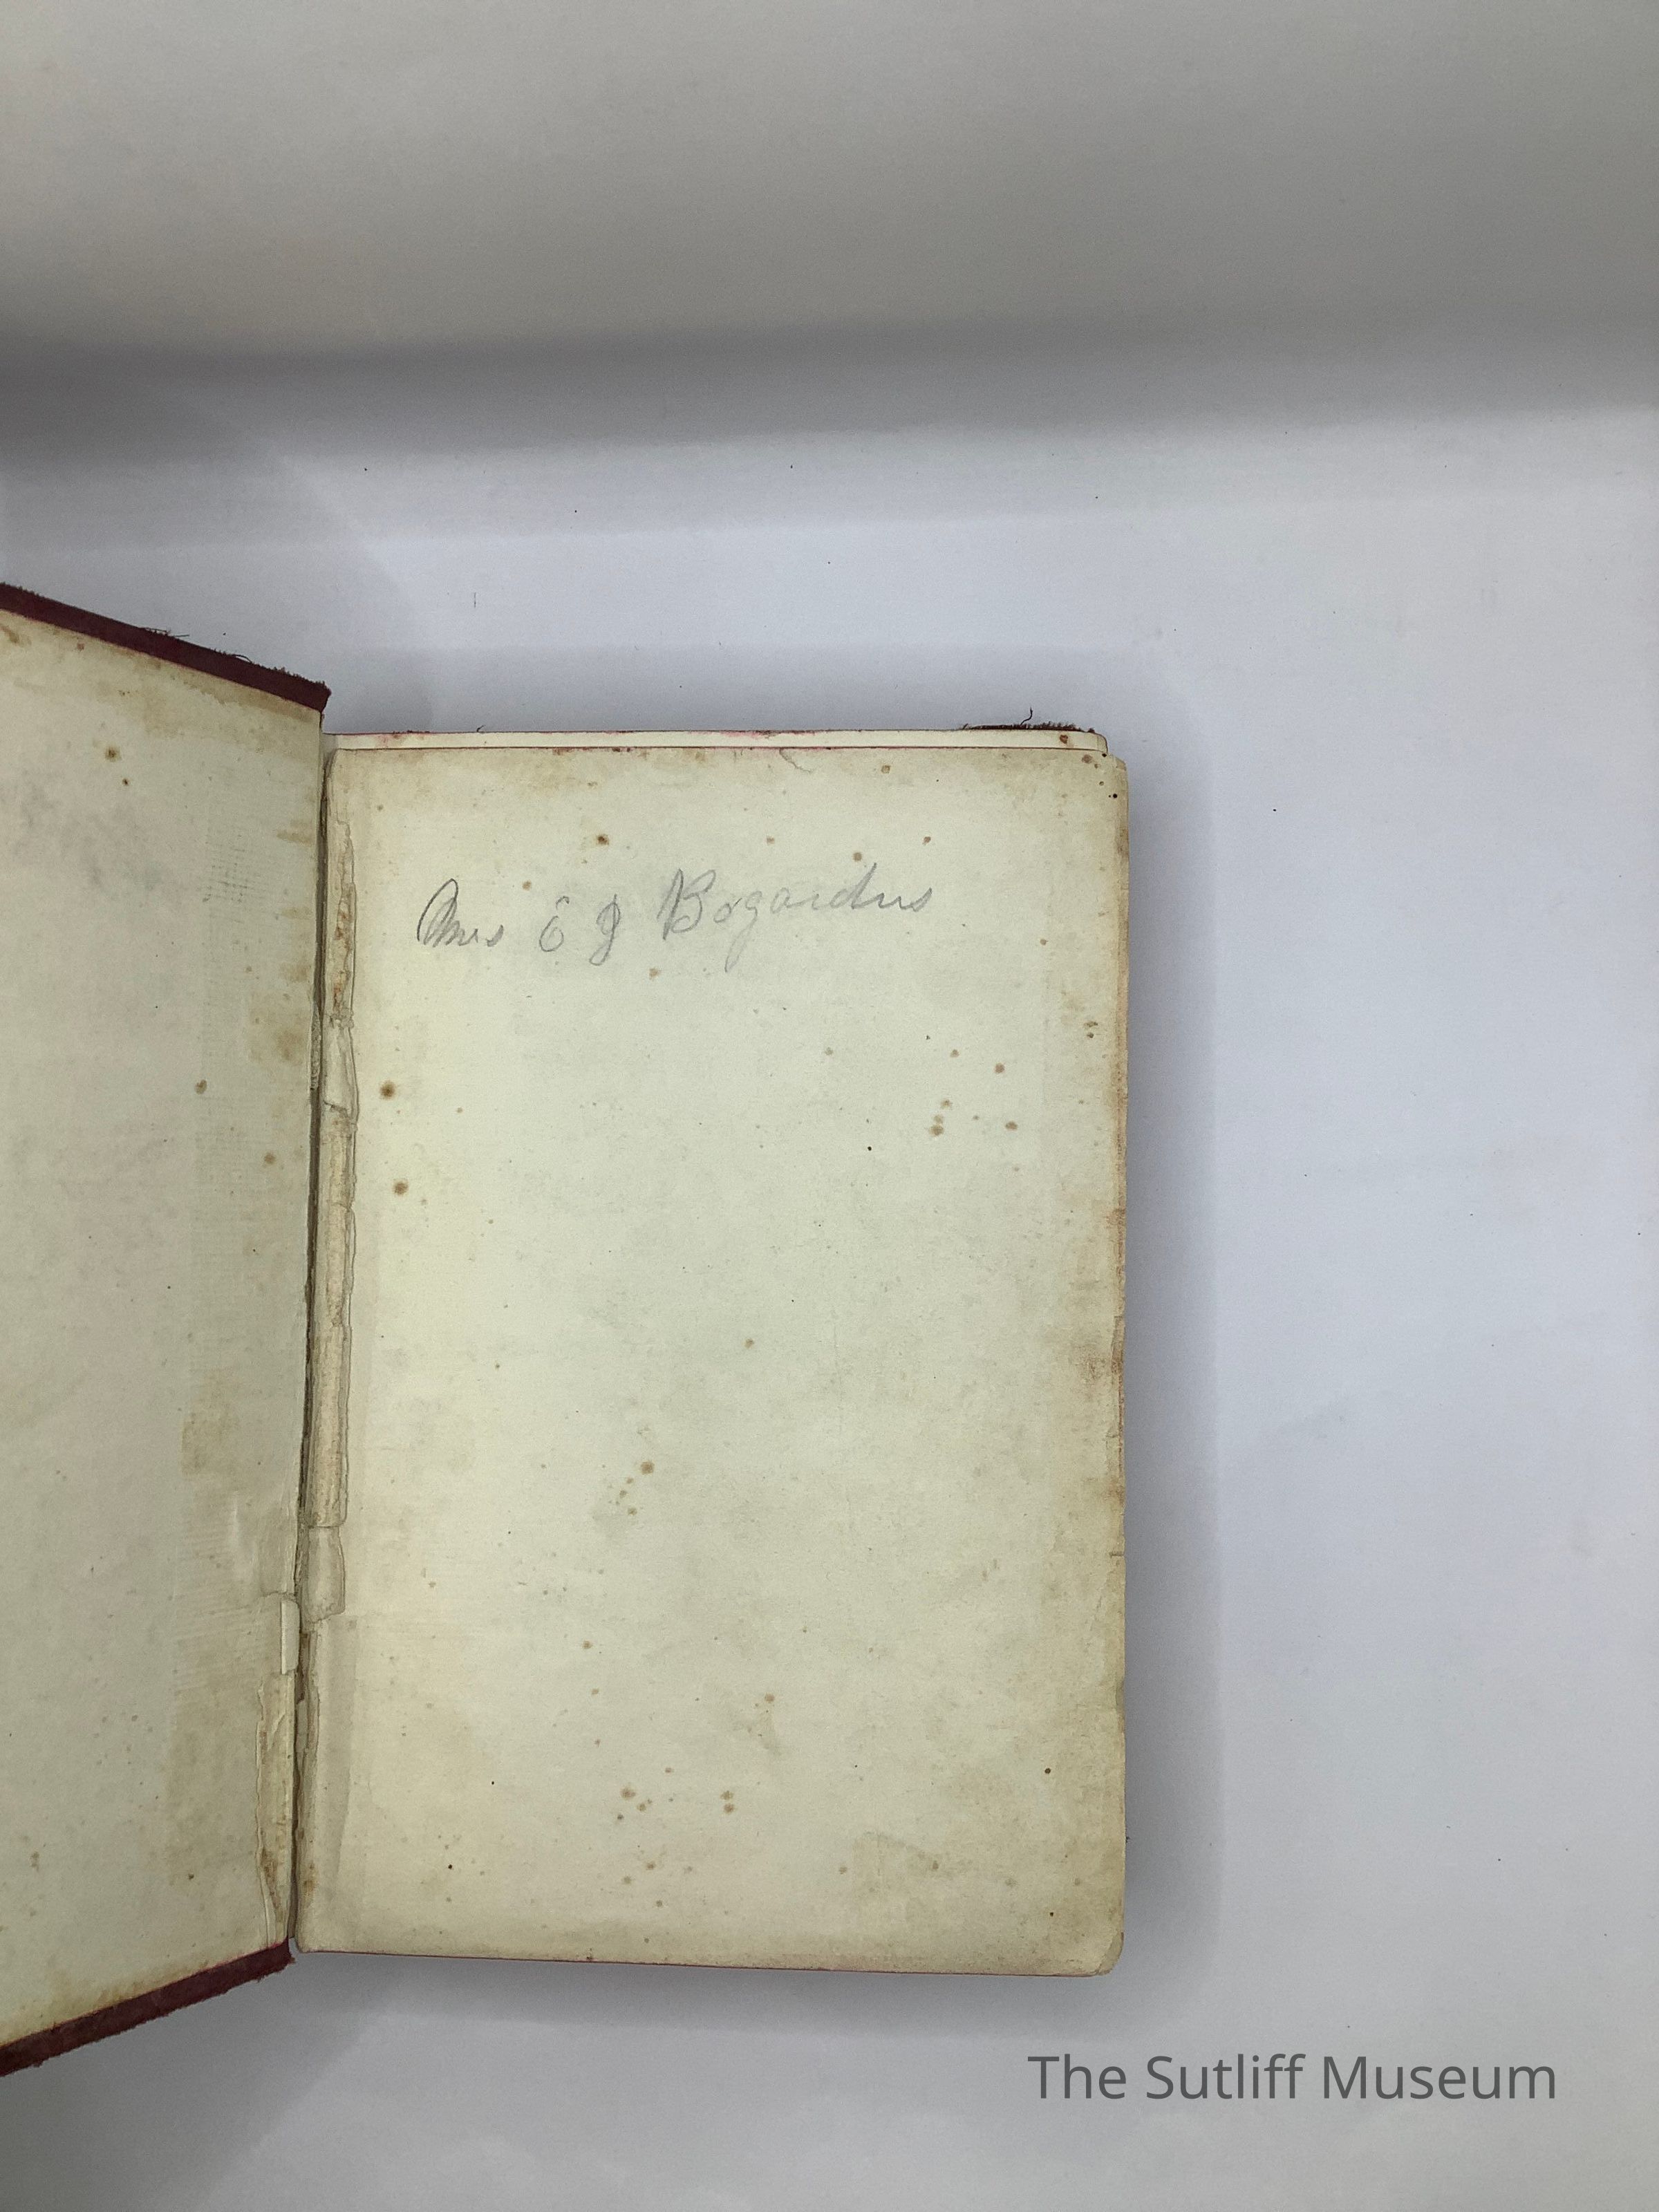 Mrs E J Bogardus
The Sutliff Museum